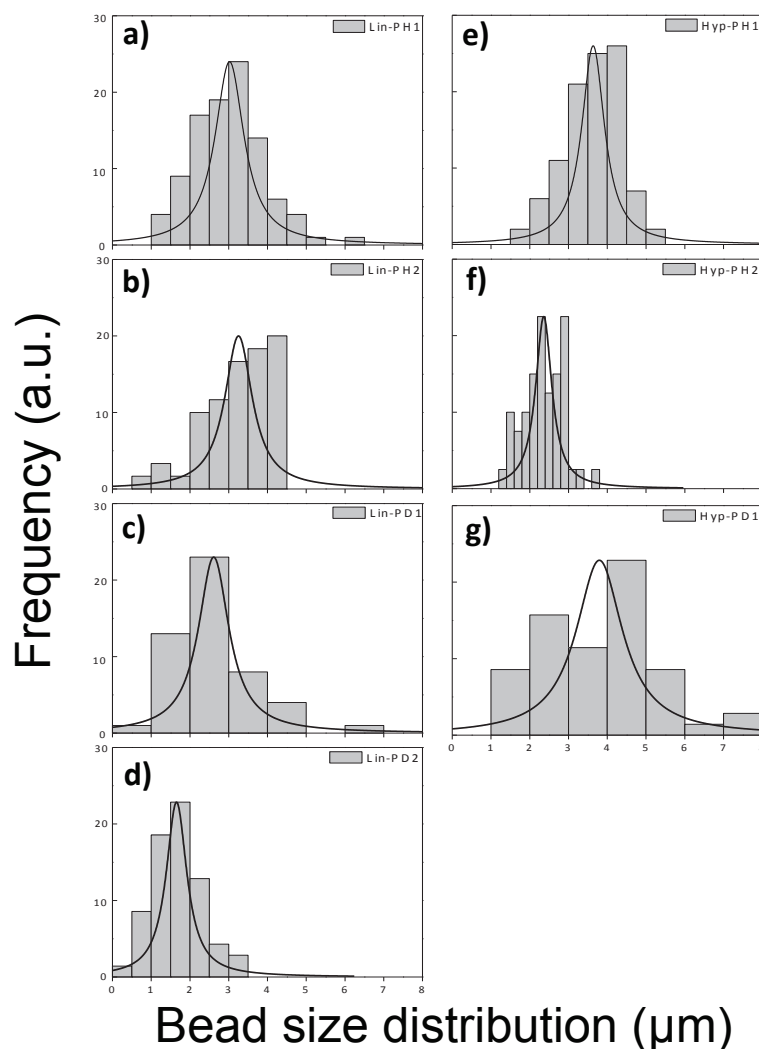 a)
Lin-PH1
30
20
10
0
e)
Hyp-PH1
b)
Lin-PH2
30
20
10
0
f)
Hyp-PH2
c)
Lin-PD1
30
20
10
0
g)
Hyp-PD1
0 1 2 3 4 5 6 7
d)
Lin-PD2
30
20
10
0
0 1 2 3 4 5 6 7 8
Frequency (a.u.)
Bead size distribution (μm)